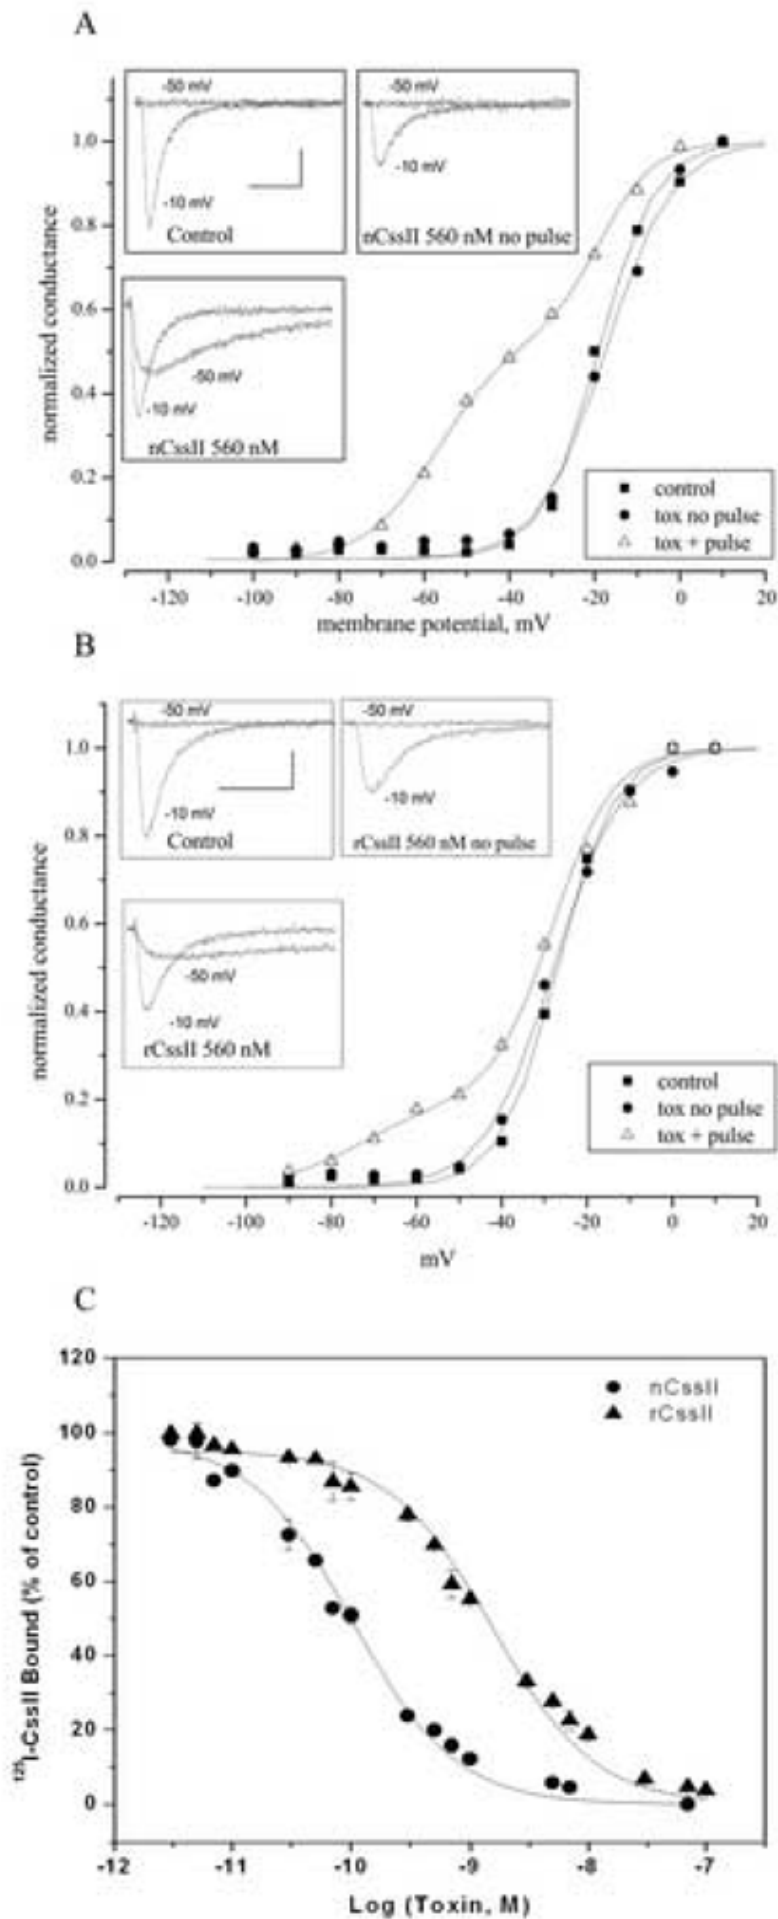 A
-50 mV
-10 mV
Control
-50 mV
-10 mV
nCssII 560 nM no pulse
-50 mV
-10 mV
nCssII 560 nM
normalized conductance
1.0
0.8
0.6
0.4
0.2
0.0
control
tox no pulse
tox + pulse
-120 -100 -80 -60 -40 -20 0 20
membrane potential, mV
B
-50 mV
-10 mV
Control
-50 mV
-10 mV
rCssII 560 nM no pulse
-50 mV
-10 mV
rCssII 560 nM
normalized conductance
1.0
0.8
0.6
0.4
0.2
0.0
control
tox no pulse
tox + pulse
-120 -100 -80 -60 -40 -20 0 20
mV
C
nCssII
rCssII
125I-CssII Bound (% of control)
120
100
80
60
40
20
0
-12 -11 -10 -9 -8 -7
Log (Toxin, M)